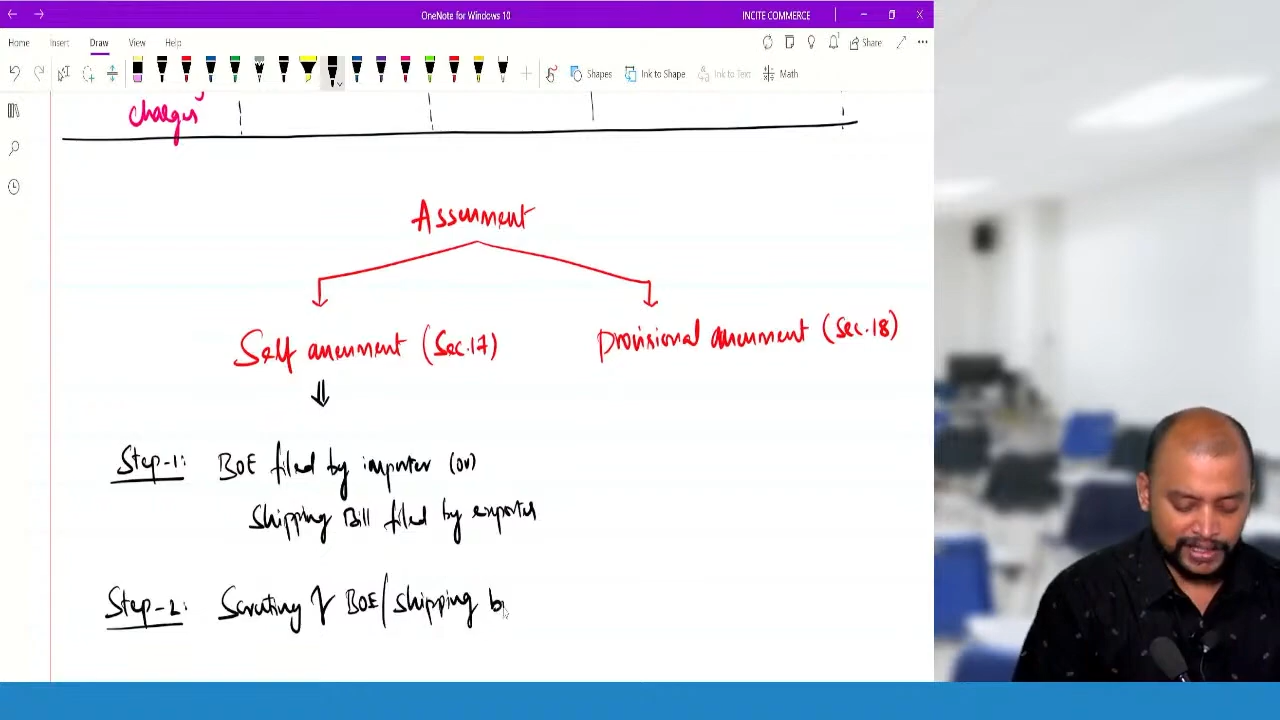 OneNote for Windows 10
INCITE COMMERCE
Home Insert Draw View Help
Share
Shapes
Ink to Shape
Ink to Text
Math
charges
Assessment
Self assessment (Sec.17)
Provisional assessment (Sec.18)
Step-1: BOE filed by importer (or)
Shipping Bill filed by exporter
Step-2: Scrutiny of BOE/shipping b